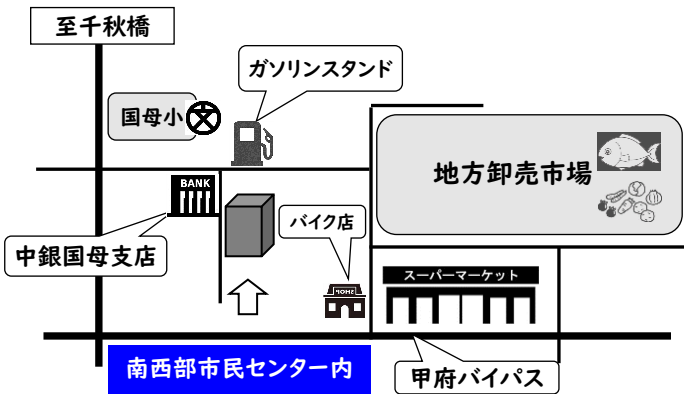 至千秋橋
ガソリンスタンド
国母小
文
地方卸売市場
BANK
バイク店
中銀国母支店
スーパーマーケット
SHOP
南西部市民センター内
甲府バイパス